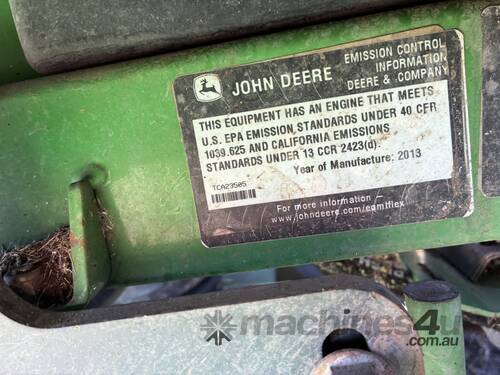 JOHN DEERE
EMISSION CONTROL
INFORMATION
DEERE & COMPANY
THIS EQUIPMENT HAS AN ENGINE THAT MEETS
U.S. EPA EMISSION STANDARDS UNDER 40 CFR
1039.625 AND CALIFORNIA EMISSIONS
STANDARDS UNDER 13 CCR 2423(d).
Year of Manufacture: 2013
TCA23505
For more information
www.johndeere.com/eqmtflex
machines4u
.com.au